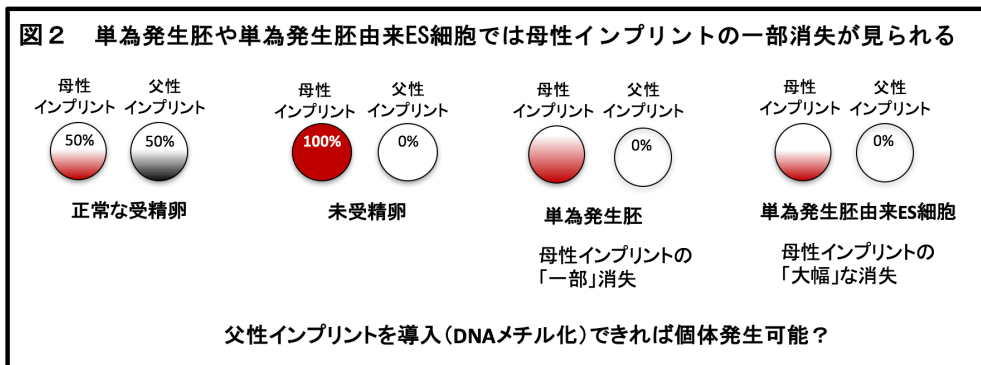 図２　単為発生胚や単為発生胚由来ES細胞では母性インプリントの一部消失が見られる
母性
インプリント
父性
インプリント
50%
50%
正常な受精卵
母性
インプリント
父性
インプリント
100%
0%
未受精卵
母性
インプリント
父性
インプリント
0%
単為発生胚
母性インプリントの
「一部」消失
母性
インプリント
父性
インプリント
0%
単為発生胚由来ES細胞
母性インプリントの
「大幅」な消失
父性インプリントを導入（DNAメチル化）できれば個体発生可能？